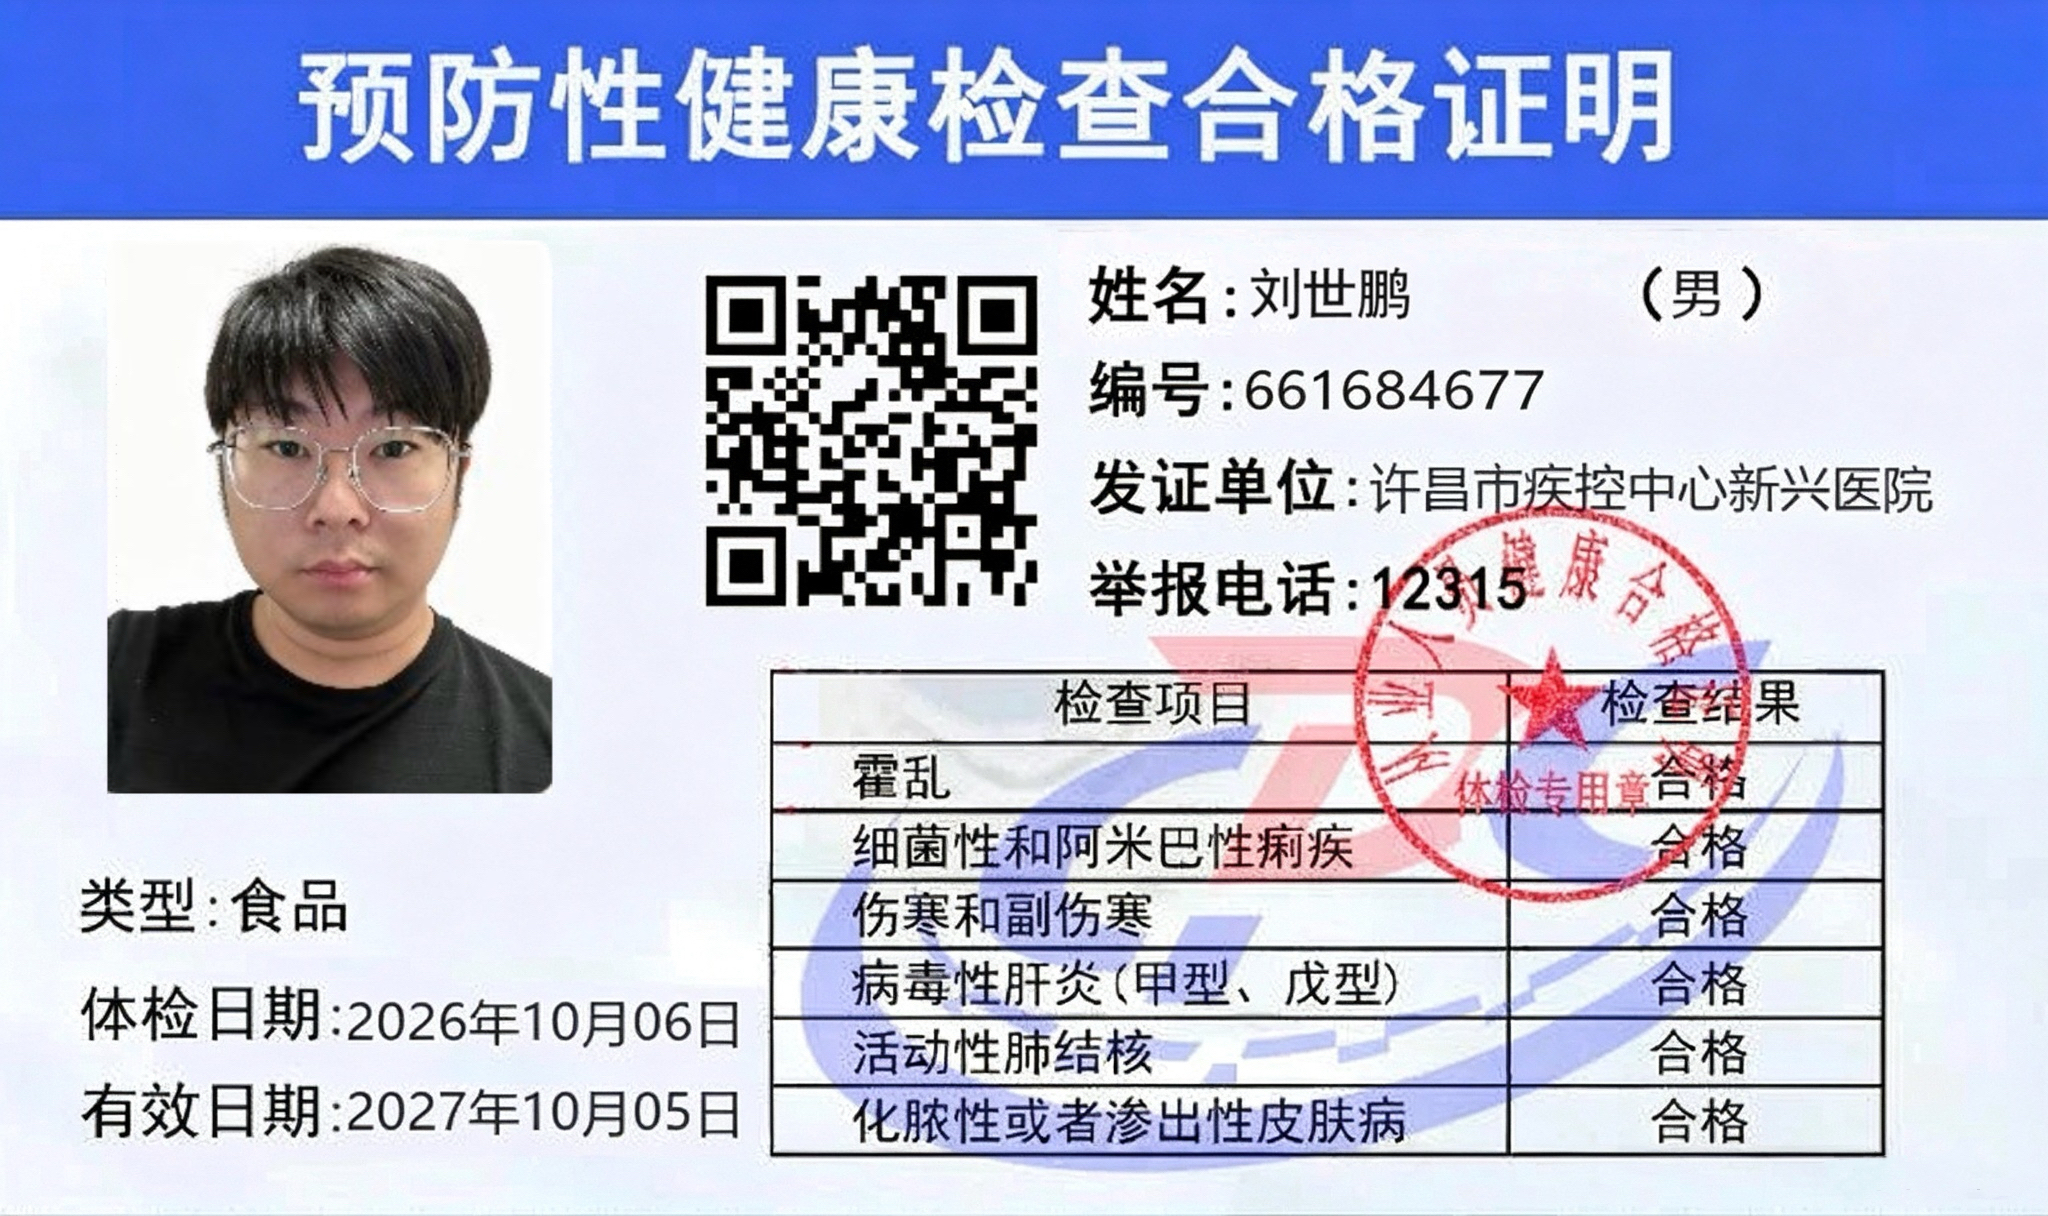 预防性健康检查合格证明
姓名:刘世鹏 （男）
编号:661684677
发证单位:许昌市疾控中心新兴医院
举报电话:12315
从业人员健康合格
体检专用章
检查项目 检查结果
霍乱 合格
细菌性和阿米巴性痢疾 合格
伤寒和副伤寒 合格
病毒性肝炎(甲型、戊型) 合格
活动性肺结核 合格
化脓性或者渗出性皮肤病 合格
类型:食品
体检日期:2026年10月06日
有效日期:2027年10月05日